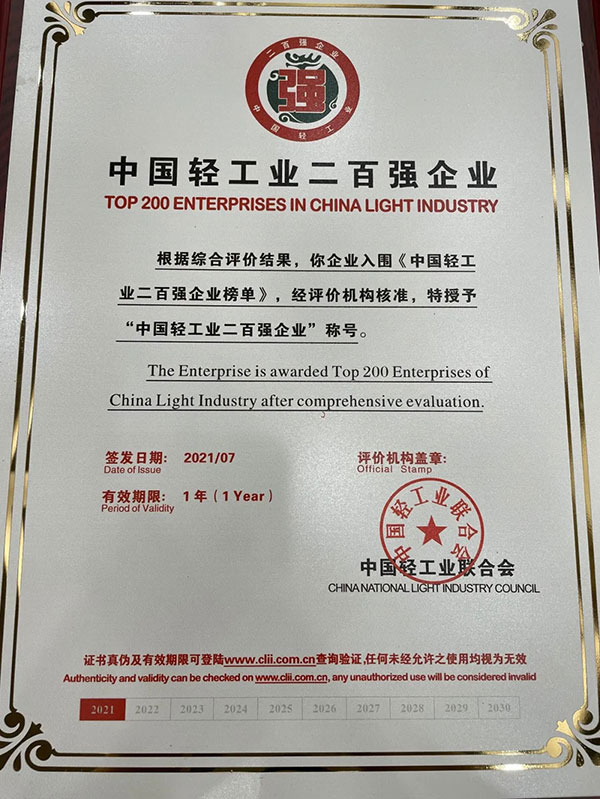 二百强企业
强
中国轻工业
中国轻工业二百强企业
TOP 200 ENTERPRISES IN CHINA LIGHT INDUSTRY
根据综合评价结果，你企业入围《中国轻工
业二百强企业榜单》，经评价机构核准，特授予
“中国轻工业二百强企业”称号。
The Enterprise is awarded Top 200 Enterprises of
China Light Industry after comprehensive evaluation.
签发日期: 2021/07
Date of Issue
有效期限: 1年（1 Year）
Period of Validity
评价机构盖章:
Official Stamp
中国轻工业联合会
中国轻工业联合会
CHINA NATIONAL LIGHT INDUSTRY COUNCIL
证书真伪及有效期限可登陆www.clii.com.cn查询验证,任何未经允许之使用均视为无效
Authenticity and validity can be checked on www.clii.com.cn, any unauthorized use will be considered invalid
2021 2022 2023 2024 2025 2026 2027 2028 2029 2030